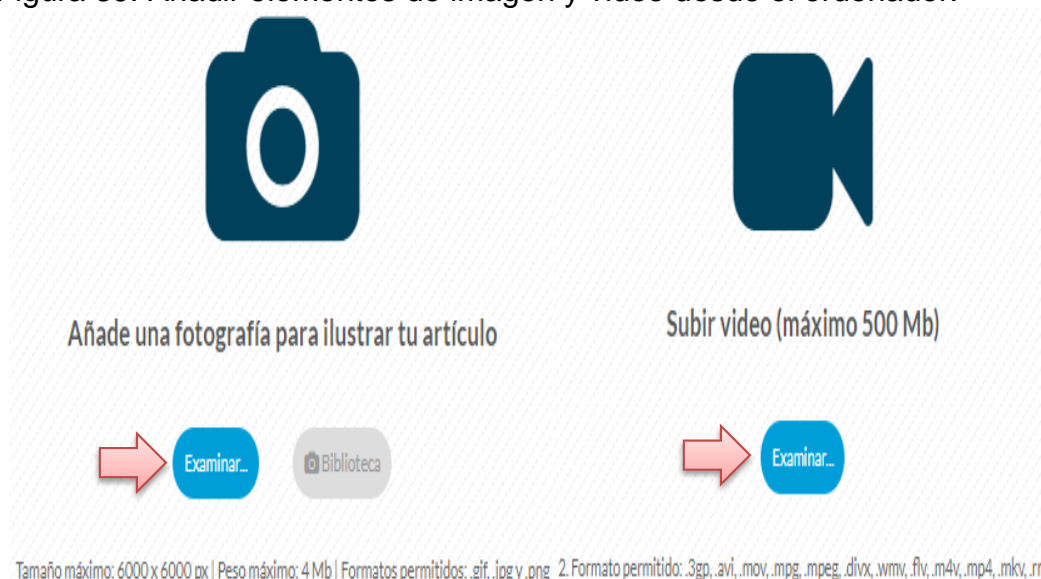 Figura Añadir elementos de imagen y vídeo desde el ordenador.
Añade una fotografía para ilustrar tu artículo
Examinar...
Biblioteca
Tamaño máximo: 6000 x 6000 px | Peso máximo: 4 Mb | Formatos permitidos: .gif, .jpg y .png
Subir video (máximo 500 Mb)
Examinar...
2. Formato permitido: .3gp, .avi, .mov, .mpg, .mpeg, .divx, .wmv, .flv, .m4v, .mp4, .mkv,